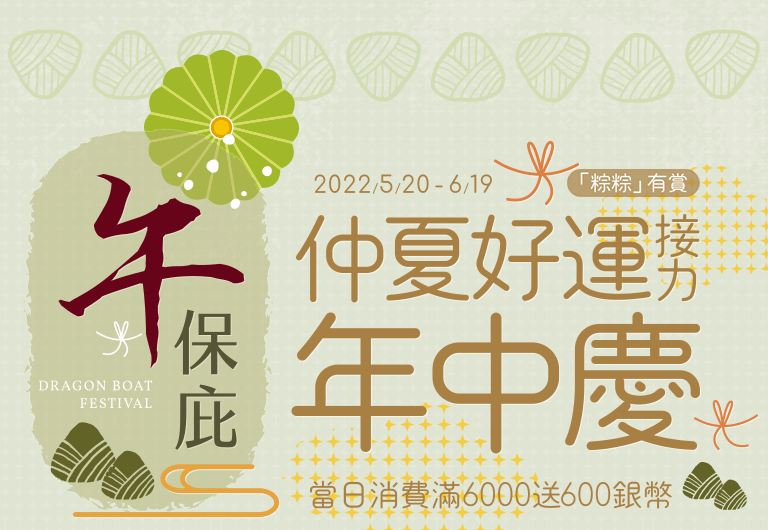 午
保庇
DRAGON BOAT
FESTIVAL
2022/5/20 - 6/19
「粽粽」有賞
仲夏好運接力
年中慶
當日消費滿6000送600銀幣